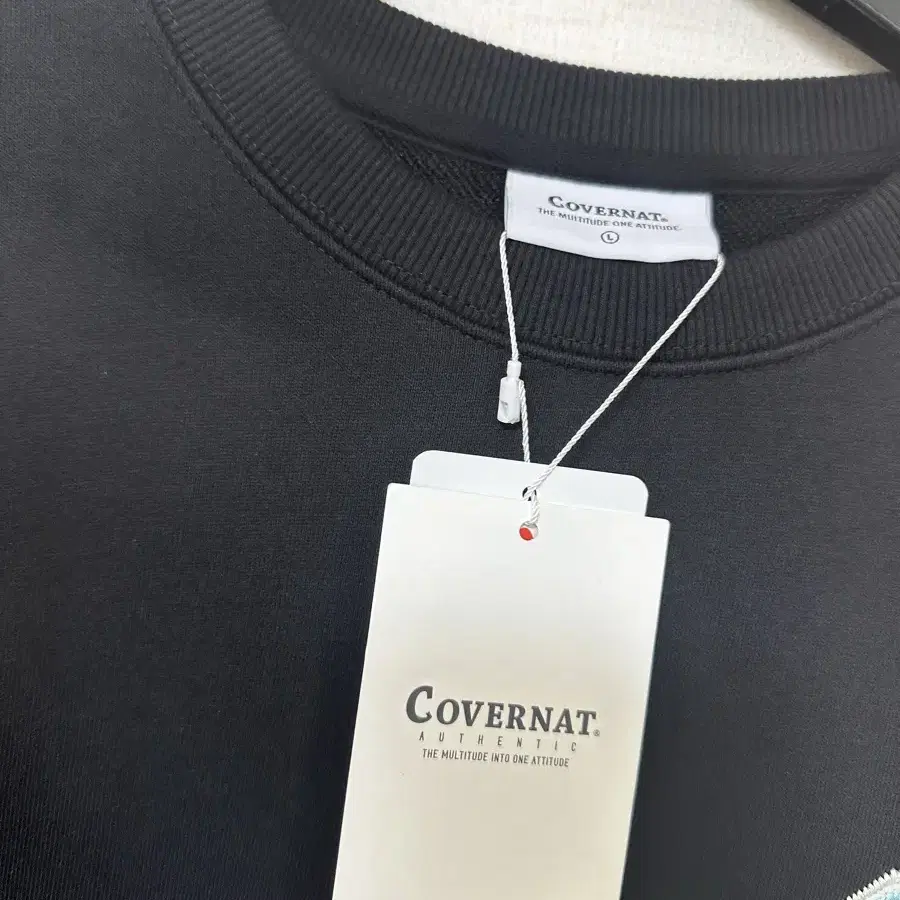 COVERNAT®
THE MULTITUDE ONE ATTITUDE.
L
COVERNAT®
AUTHENTIC
THE MULTITUDE INTO ONE ATTITUDE